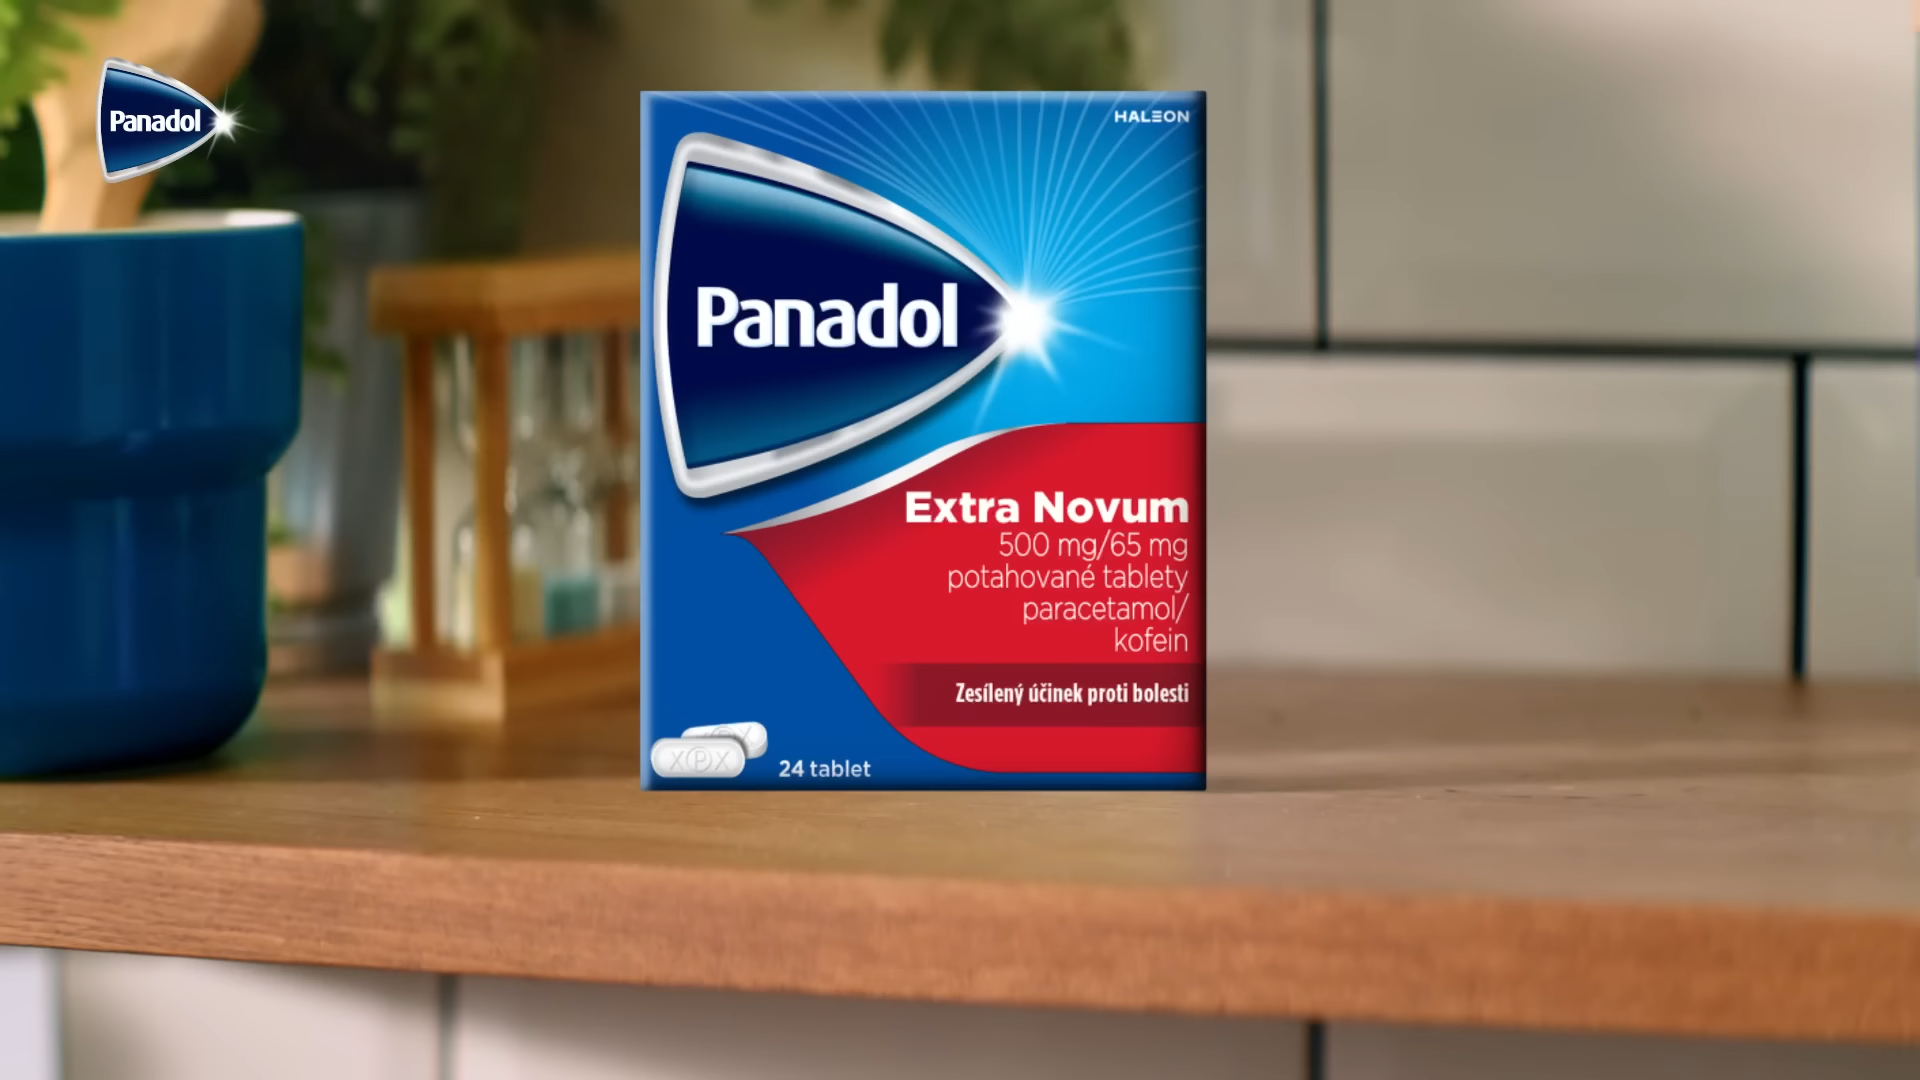 Panadol
HALEON
Panadol
Extra Novum
500 mg/65 mg
potahované tablety
paracetamol/
kofein
Zesílený účinek proti bolesti
XPX
24 tablet